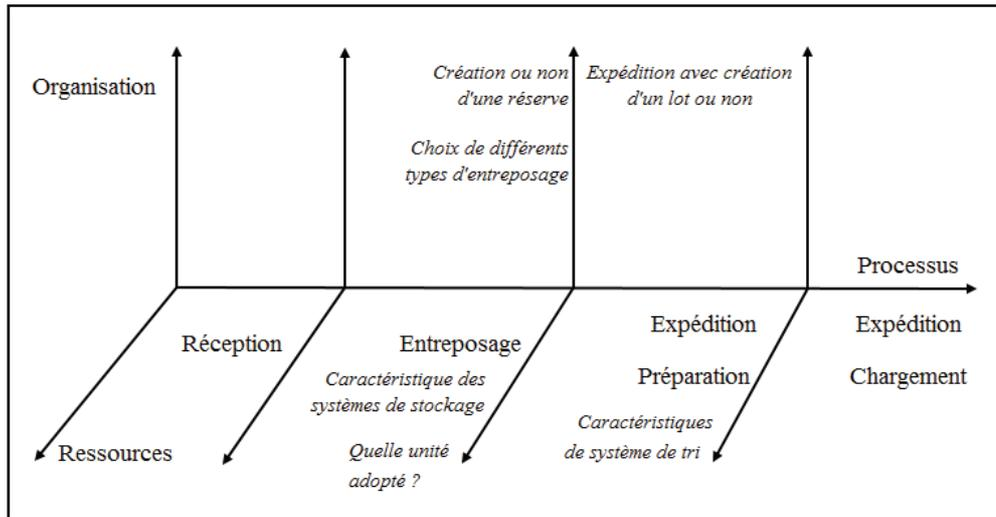 Organisation
Création ou non
d'une réserve
Choix de différents
types d'entreposage
Expédition avec création
d'un lot ou non
Processus
Réception
Entreposage
Caractéristique des
systèmes de stockage
Quelle unité
adopté ?
Expédition
Préparation
Caractéristiques
de système de tri
Expédition
Chargement
Ressources